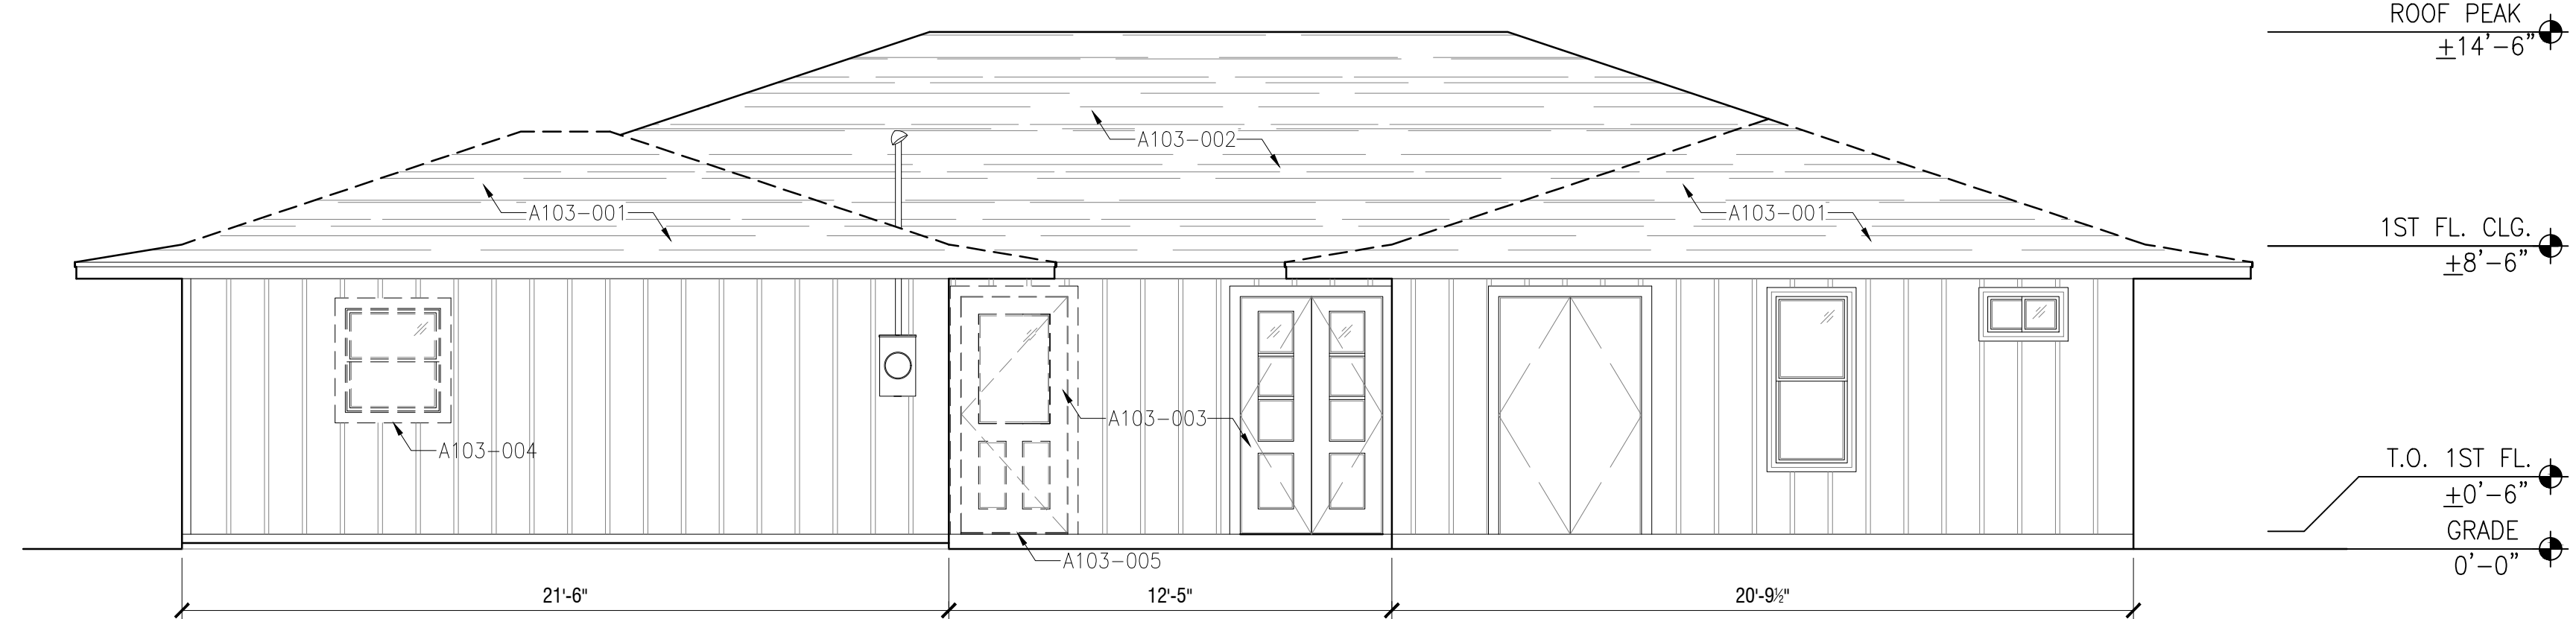 ROOF PEAK
±14'-6"
A103-002
A103-001
A103-001
1ST FL. CLG.
±8'-6"
A103-003
A103-004
T.O. 1ST FL.
±0'-6"
GRADE
0'-0"
A103-005
21'-6"
12'-5"
20'-9½"